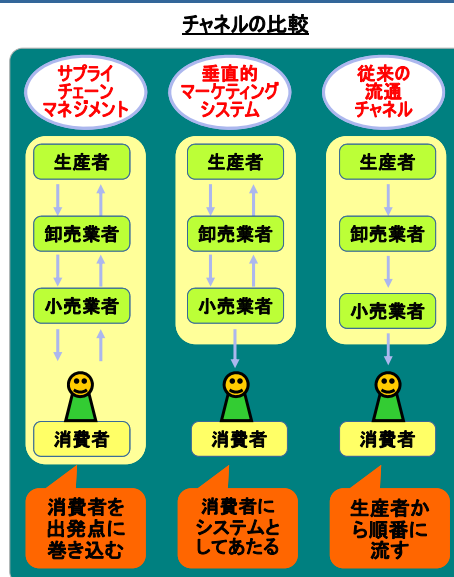 チャネルの比較
サプライ
チェーン
マネジメント
生産者
卸売業者
小売業者
消費者
消費者を
出発点に
巻き込む
垂直的
マーケティング
システム
生産者
卸売業者
小売業者
消費者
消費者に
システムと
してあたる
従来の
流通
チャネル
生産者
卸売業者
小売業者
消費者
生産者か
ら順番に
流す